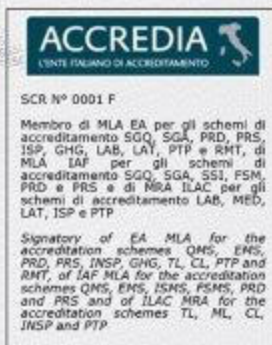 ACCREDIA
L'ENTE ITALIANO DI ACCREDITAMENTO
SCR N° 0001 F
Membro di MLA EA per gli schemi di
accreditamento SGQ, SGA, PRD, PRS,
ISP, GHG, LAB, LAT, PTP e RMT, di
MLA IAF per gli schemi di
accreditamento SGQ, SGA, SSI, FSM,
PRD e PRS e di MRA ILAC per gli
schemi di accreditamento LAB, MED,
LAT, ISP e PTP
Signatory of EA MLA for the
accreditation schemes QMS, EMS,
PRD, PRS, INSP, GHG, TL, CL, PTP and
RMT, of IAF MLA for the accreditation
schemes QMS, EMS, ISMS, FSMS, PRD
and PRS and of ILAC MRA for the
accreditation schemes TL, ML, CL,
INSP and PTP